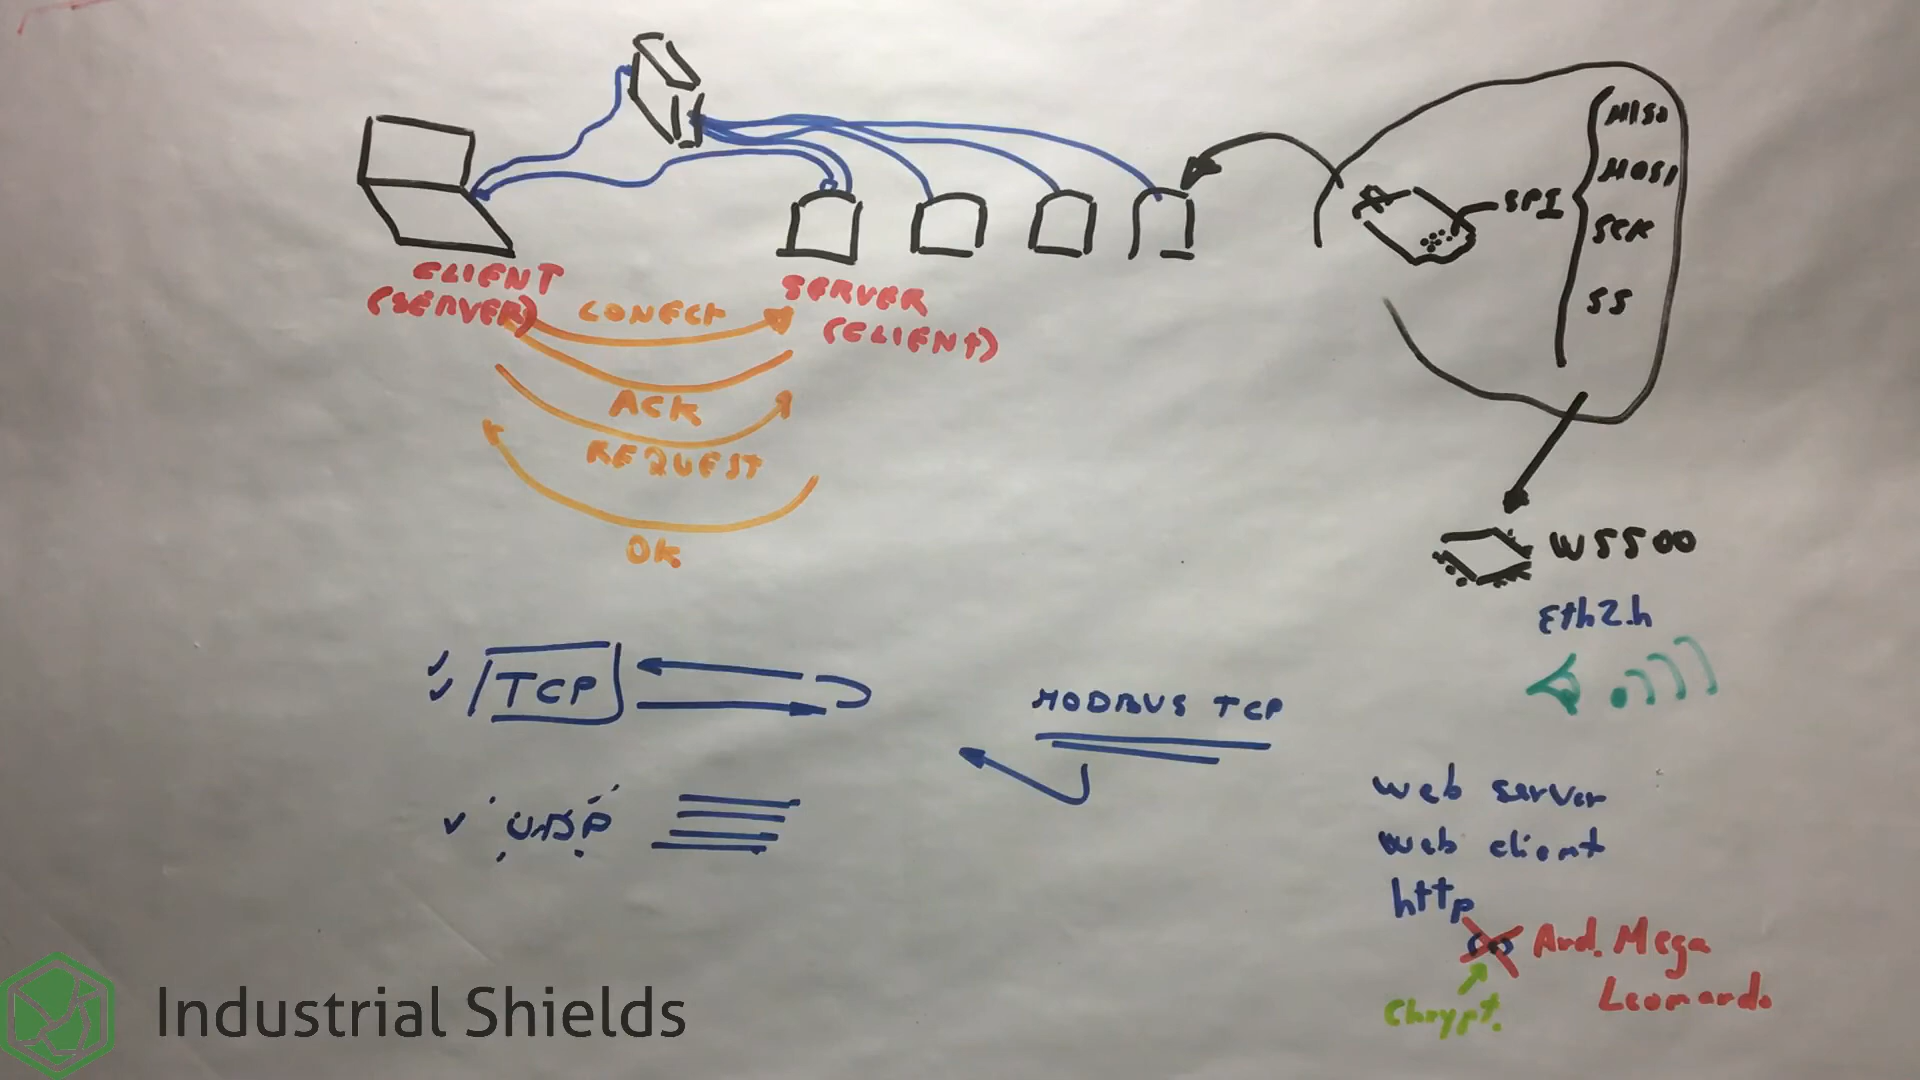 MISO
MOSI
SPI
SCK
SS
CLIENT
(SERVER)
CONECT
SERVER
(CLIENT)
ACK
REQUEST
OK
W5500
Eth2.h
TCP
MODBUS TCP
UDP
web server
web client
http
Ard. Mega
Leonardo
Chrypt.
Industrial Shields